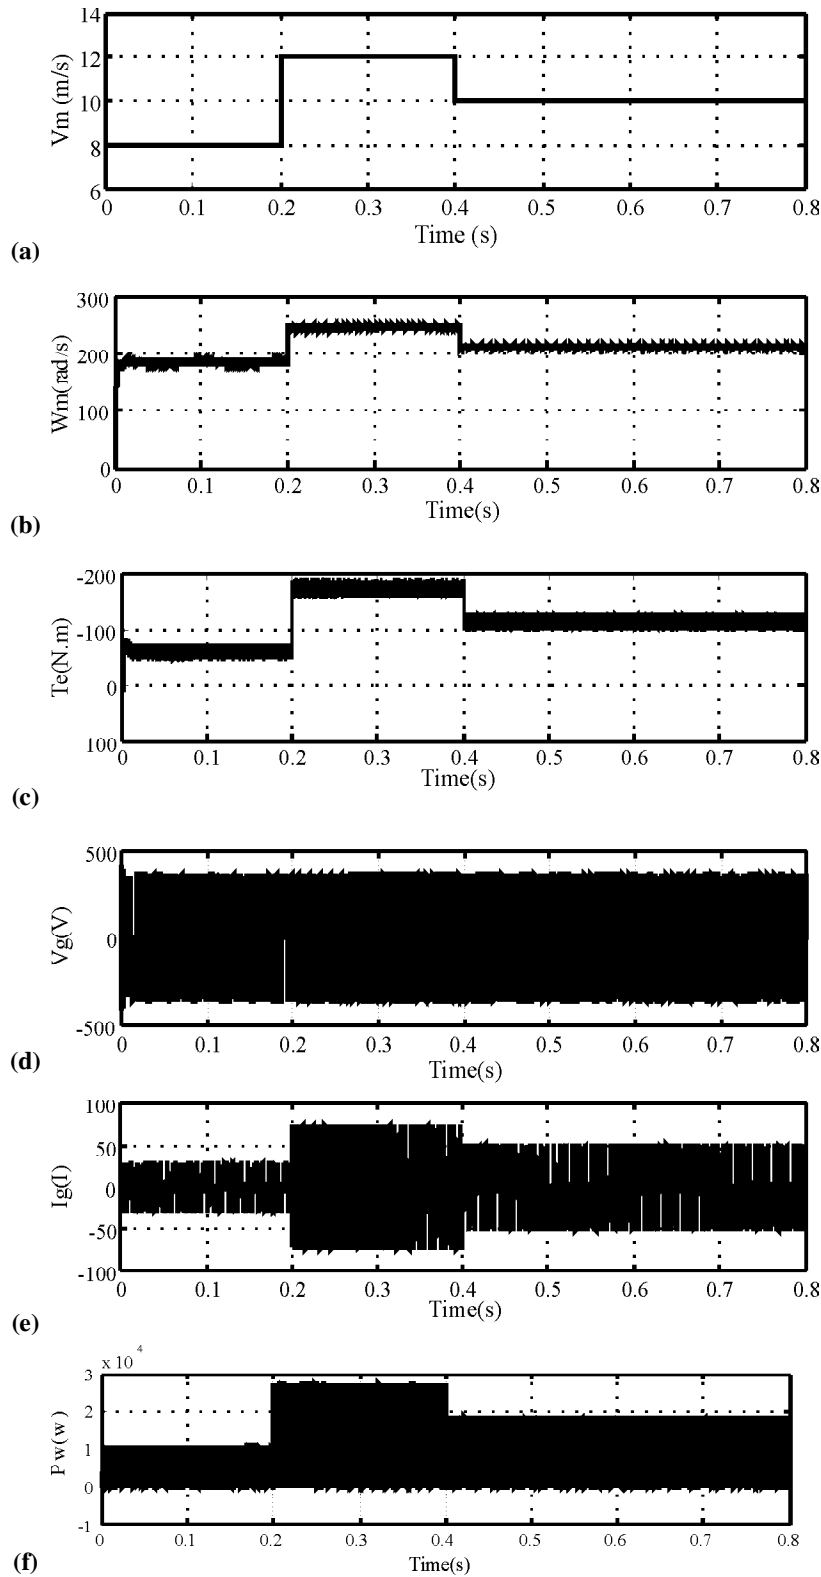 14
12
10
8
6
Vm (m/s)
0 0.1 0.2 0.3 0.4 0.5 0.6 0.7 0.8
Time (s)
(a)
300
200
100
0
Wm(rad/s)
0 0.1 0.2 0.3 0.4 0.5 0.6 0.7 0.8
Time(s)
(b)
-200
-100
0
100
Te(N.m)
0 0.1 0.2 0.3 0.4 0.5 0.6 0.7 0.8
Time(s)
(c)
500
0
-500
Vg(V)
0 0.1 0.2 0.3 0.4 0.5 0.6 0.7 0.8
Time(s)
(d)
100
50
0
-50
-100
Ig(I)
0 0.1 0.2 0.3 0.4 0.5 0.6 0.7 0.8
Time(s)
(e)
x 10 4
3
2
1
0
-1
Pw(w)
0 0.1 0.2 0.3 0.4 0.5 0.6 0.7 0.8
Time(s)
(f)